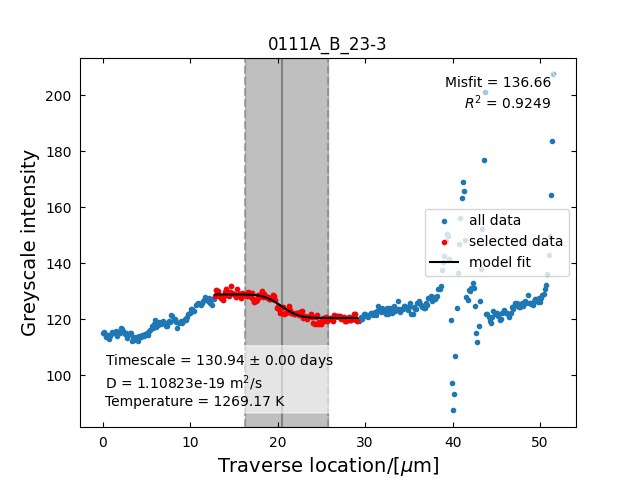 0111A_B_23-3
Misfit = 136.66
R² = 0.9249
all data
selected data
model fit
Timescale = 130.94 ± 0.00 days
D = 1.10823e-19 m²/s
Temperature = 1269.17 K
Greyscale intensity
200
180
160
140
120
100
0 10 20 30 40 50
Traverse location/[μm]